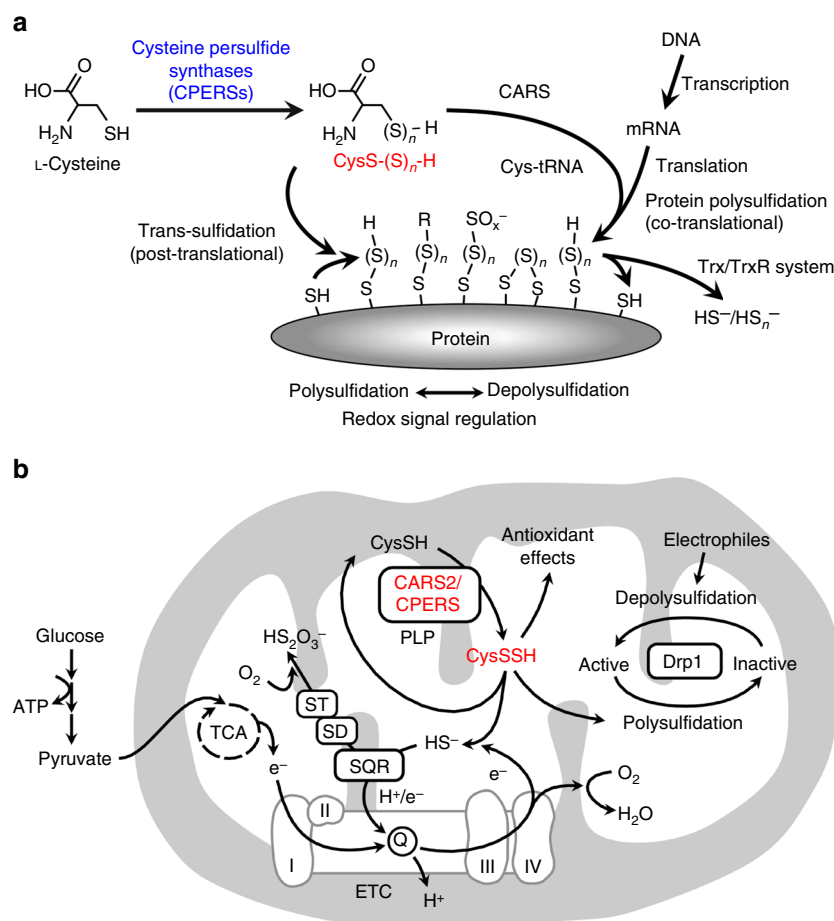 a
Cysteine persulfide
synthases
(CPERSs)
HO
O
H₂N
SH
L-Cysteine
HO
O
H₂N
(S)ₙ–H
CysS-(S)ₙ-H
CARS
Cys-tRNA
DNA
Transcription
mRNA
Translation
Protein polysulfidation
(co-translational)
Trans-sulfidation
(post-translational)
H
R
SOₓ⁻
H
(S)ₙ
(S)ₙ
(S)ₙ
(S)ₙ
(S)ₙ
SH
S
S
S
S
S
S
SH
Trx/TrxR system
HS⁻/HSₙ⁻
Protein
Polysulfidation
Depolysulfidation
Redox signal regulation
b
CysSH
Antioxidant
effects
Electrophiles
CARS2/
CPERS
PLP
Depolysulfidation
Glucose
HS₂O₃⁻
CysSSH
Active
Drp1
Inactive
O₂
ATP
ST
Polysulfidation
TCA
SD
Pyruvate
HS⁻
SQR
e⁻
e⁻
O₂
H⁺/e⁻
H₂O
II
Q
I
III
IV
ETC
H⁺